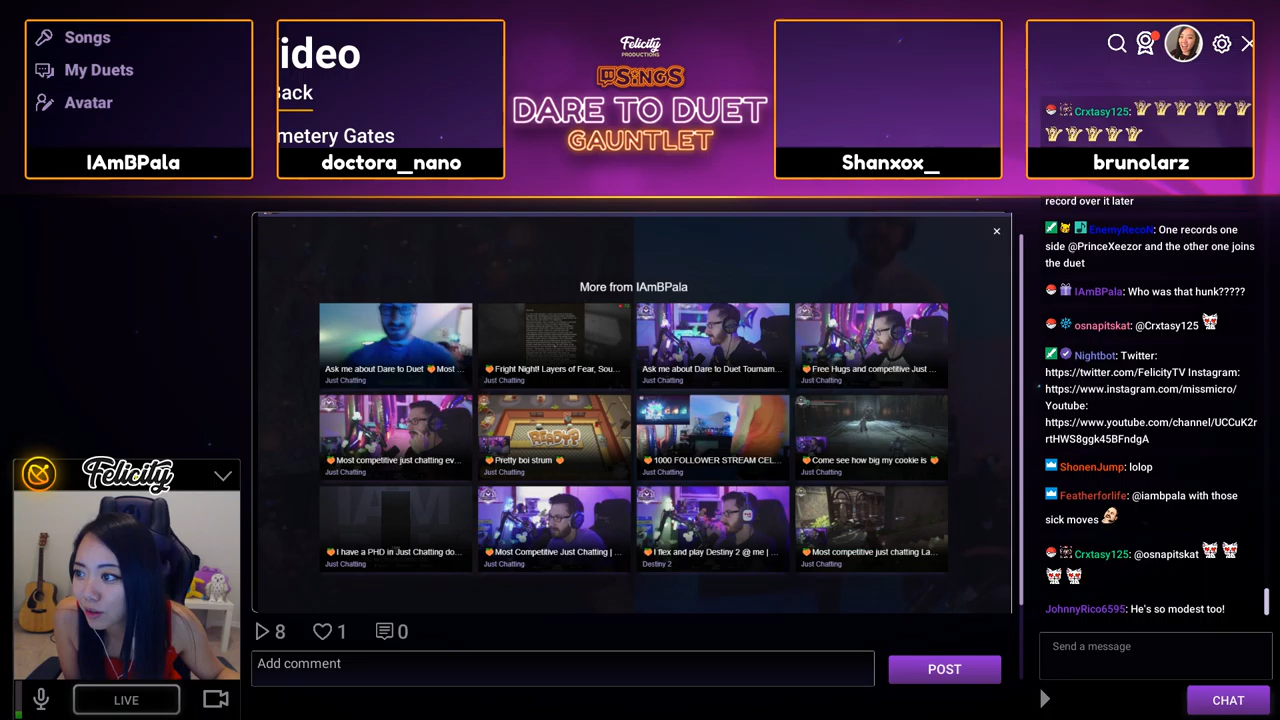 Songs
My Duets
Avatar
IAmBPala
ideo
ack
metery Gates
doctora_nano
Felicity
PRODUCTIONS
SINGS
DARE TO DUET
GAUNTLET
Shanxox_
Crxtasy125:
brunolarz
More from IAmBPala
Ask me about Dare to Duet 🍑Most ...
Just Chatting
🍑Fright Night! Layers of Fear, Sou...
Just Chatting
Ask me about Dare to Duet Tournam...
Just Chatting
🍑Free Hugs and competitive Just ...
Just Chatting
🍑Most competitive just chatting ev...
Just Chatting
READY?
🍑Pretty boi strum 🍑
Just Chatting
🍑1000 FOLLOWER STREAM CEL...
Just Chatting
🍑Come see how big my cookie is 🍑
Just Chatting
🍑I have a PHD in Just Chatting do...
Just Chatting
🍑Most Competitive Just Chatting | ...
Just Chatting
🍑I flex and play Destiny 2 @ me | ...
Destiny 2
🍑Most competitive just chatting La...
Just Chatting
8
1
0
Add comment
POST
Felicity
LIVE
record over it later
EnemyRecoN: One records one
side @PrinceXeezor and the other one joins
the duet
IAmBPala: Who was that hunk?????
osnapitskat: @Crxtasy125
Nightbot: Twitter:
https://twitter.com/FelicityTV Instagram:
https://www.instagram.com/missmicro/
Youtube:
https://www.youtube.com/channel/UCCuK2r
rtHWS8ggk45BFndgA
ShonenJump: lolop
Featherforlife: @iambpala with those
sick moves
Crxtasy125: @osnapitskat
JohnnyRico6595: He's so modest too!
Send a message
CHAT